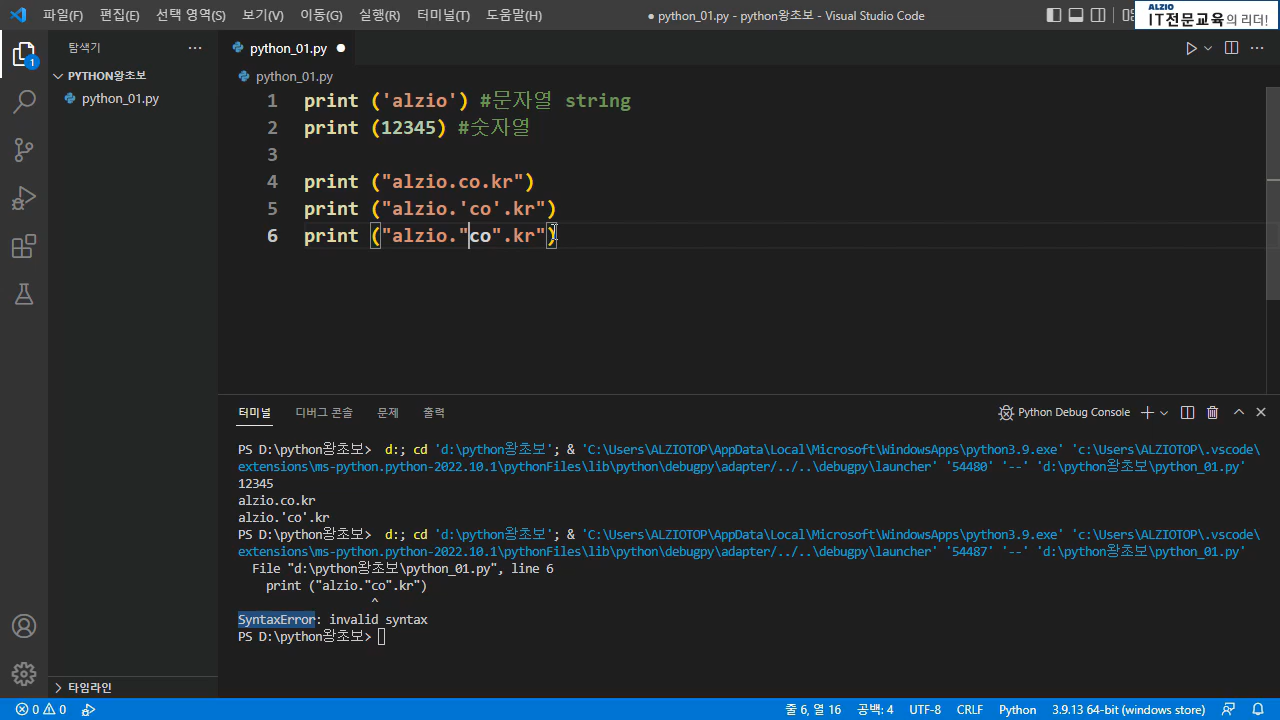 파일(F) 편집(E) 선택 영역(S) 보기(V) 이동(G) 실행(R) 터미널(T) 도움말(H) ● python_01.py - python왕초보 - Visual Studio Code
ALZIO
IT전문교육의 리더!
탐색기 ···
python_01.py ●
1
PYTHON왕초보
python_01.py
python_01.py
1 print ('alzio') #문자열 string
2 print (12345) #숫자열
3
4 print ("alzio.co.kr")
5 print ("alzio.'co'.kr")
6 print ("alzio."co".kr")
터미널 디버그 콘솔 문제 출력 Python Debug Console
PS D:\python왕초보> d:; cd 'd:\python왕초보'; & 'C:\Users\ALZIOTOP\AppData\Local\Microsoft\WindowsApps\python3.9.exe' 'c:\Users\ALZIOTOP\.vscode\
extensions\ms-python.python-2022.10.1\pythonFiles\lib\python\debugpy\adapter/../..\debugpy\launcher' '54480' '--' 'd:\python왕초보\python_01.py'
12345
alzio.co.kr
alzio.'co'.kr
PS D:\python왕초보> d:; cd 'd:\python왕초보'; & 'C:\Users\ALZIOTOP\AppData\Local\Microsoft\WindowsApps\python3.9.exe' 'c:\Users\ALZIOTOP\.vscode\
extensions\ms-python.python-2022.10.1\pythonFiles\lib\python\debugpy\adapter/../..\debugpy\launcher' '54487' '--' 'd:\python왕초보\python_01.py'
File "d:\python왕초보\python_01.py", line 6
print ("alzio."co".kr")
^
SyntaxError: invalid syntax
PS D:\python왕초보>
타임라인
0 0 줄 6, 열 16 공백: 4 UTF-8 CRLF Python 3.9.13 64-bit (windows store)